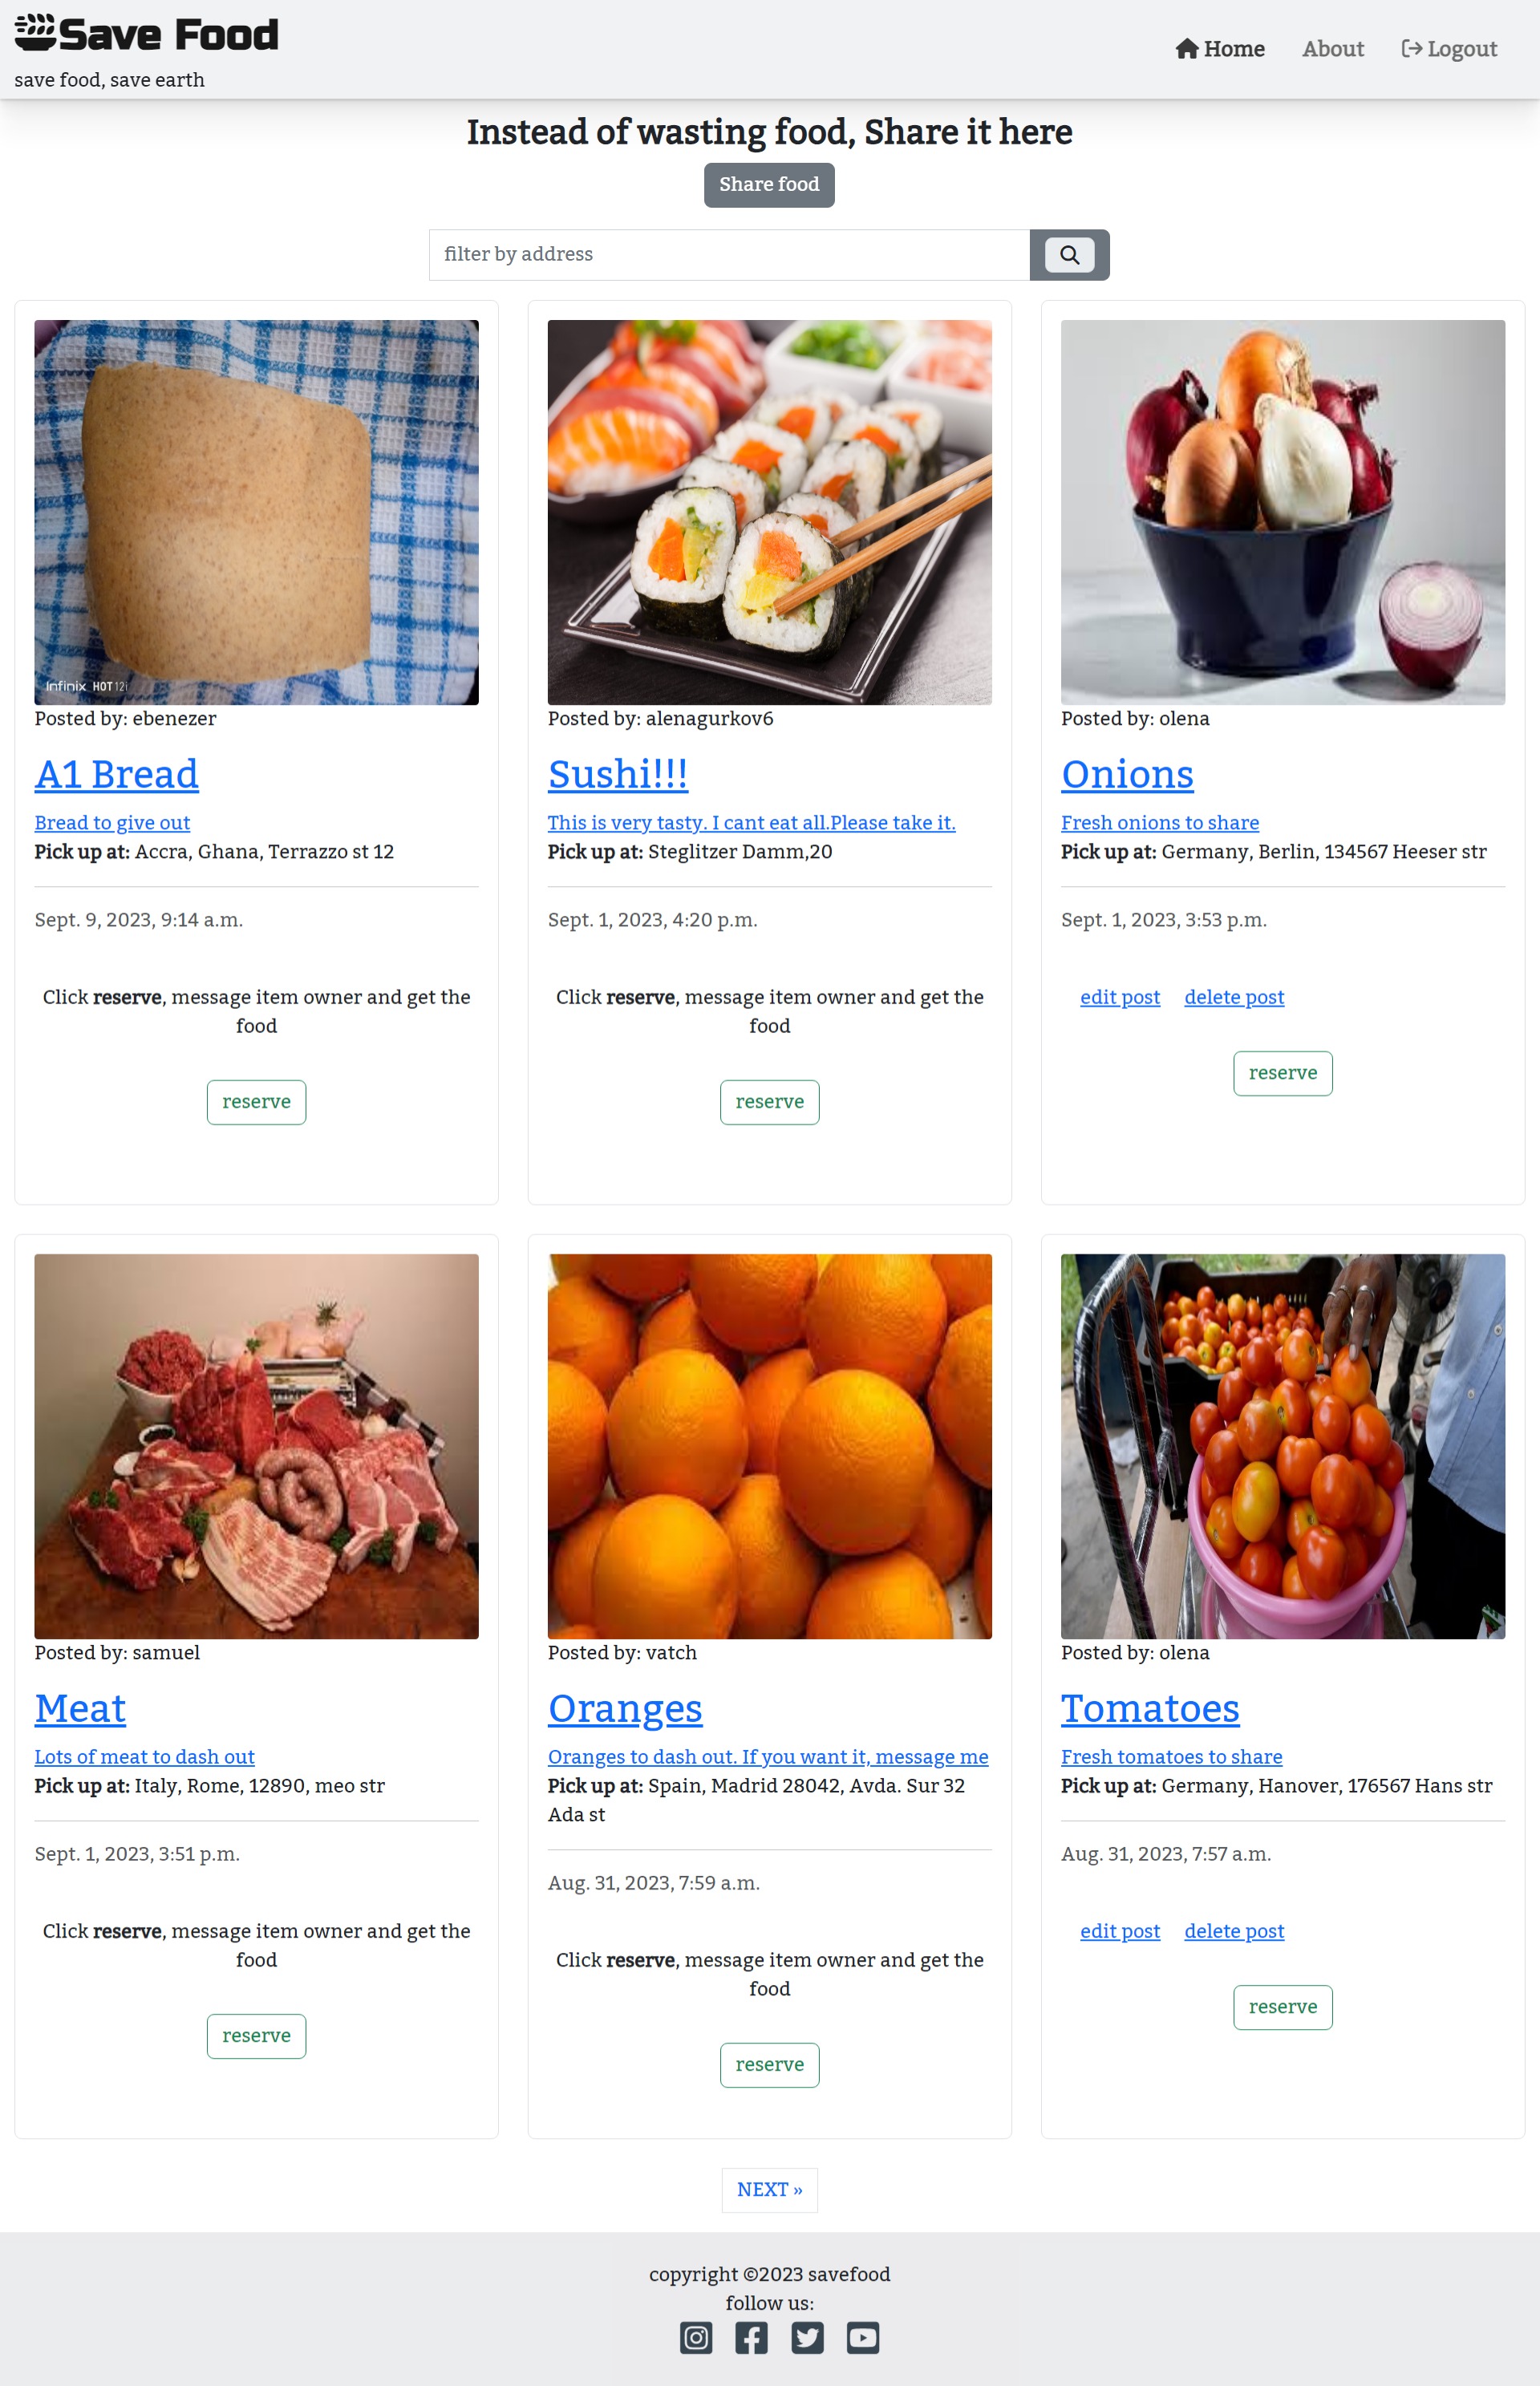 Save Food
save food, save earth
Home
About
Logout
Instead of wasting food, Share it here
Share food
filter by address
Infinix HOT 12i
Posted by: ebenezer
A1 Bread
Bread to give out
Pick up at: Accra, Ghana, Terrazzo st 12
Sept. 9, 2023, 9:14 a.m.
Click reserve, message item owner and get the
food
reserve
Posted by: alenagurkov6
Sushi!!!
This is very tasty. I cant eat all.Please take it.
Pick up at: Steglitzer Damm,20
Sept. 1, 2023, 4:20 p.m.
Click reserve, message item owner and get the
food
reserve
Posted by: olena
Onions
Fresh onions to share
Pick up at: Germany, Berlin, 134567 Heeser str
Sept. 1, 2023, 3:53 p.m.
edit post delete post
reserve
Posted by: samuel
Meat
Lots of meat to dash out
Pick up at: Italy, Rome, 12890, meo str
Sept. 1, 2023, 3:51 p.m.
Click reserve, message item owner and get the
food
reserve
Posted by: vatch
Oranges
Oranges to dash out. If you want it, message me
Pick up at: Spain, Madrid 28042, Avda. Sur 32
Ada st
Aug. 31, 2023, 7:59 a.m.
Click reserve, message item owner and get the
food
reserve
Posted by: olena
Tomatoes
Fresh tomatoes to share
Pick up at: Germany, Hanover, 176567 Hans str
Aug. 31, 2023, 7:57 a.m.
edit post delete post
reserve
NEXT »
copyright ©2023 savefood
follow us: